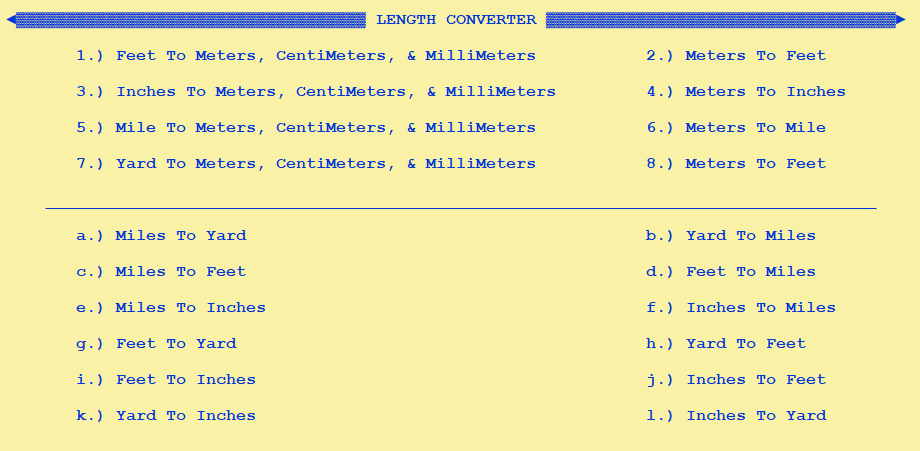 LENGTH CONVERTER
1.) Feet To Meters, CentiMeters, & MilliMeters 2.) Meters To Feet
3.) Inches To Meters, CentiMeters, & MilliMeters 4.) Meters To Inches
5.) Mile To Meters, CentiMeters, & MilliMeters 6.) Meters To Mile
7.) Yard To Meters, CentiMeters, & MilliMeters 8.) Meters To Feet
a.) Miles To Yard b.) Yard To Miles
c.) Miles To Feet d.) Feet To Miles
e.) Miles To Inches f.) Inches To Miles
g.) Feet To Yard h.) Yard To Feet
i.) Feet To Inches j.) Inches To Feet
k.) Yard To Inches l.) Inches To Yard